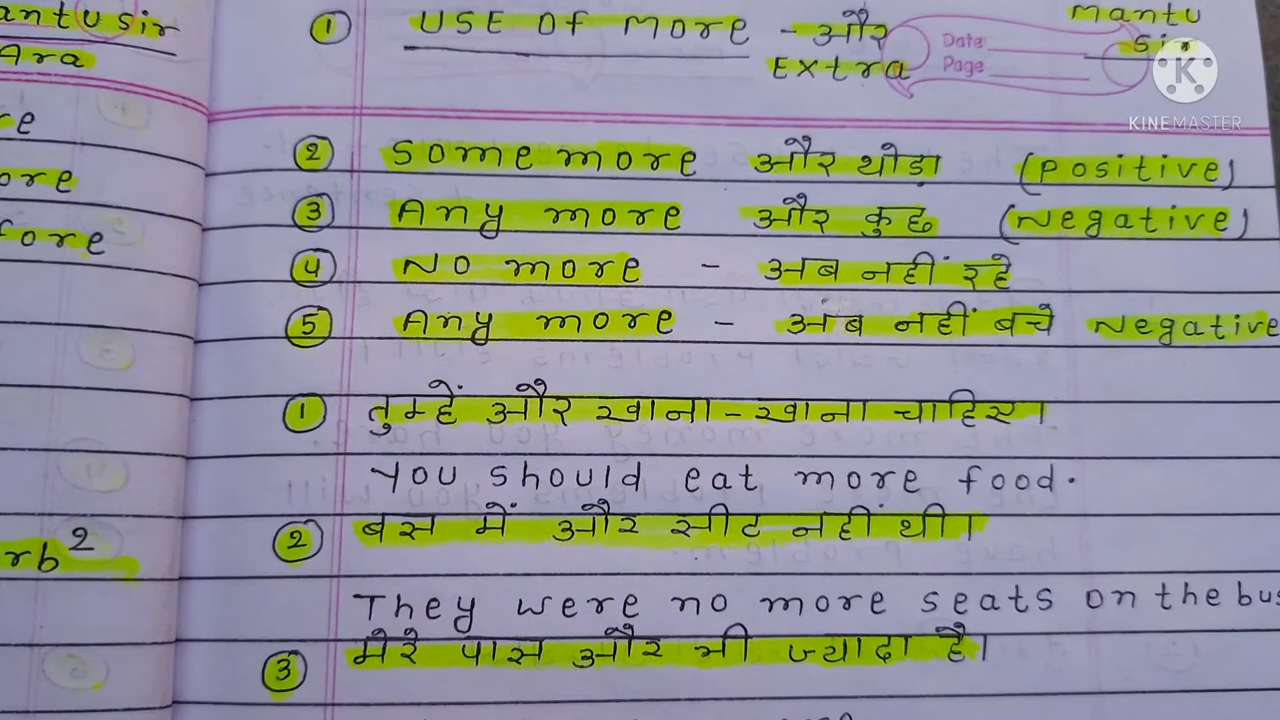 antu sir
Ara
re
ore
fore
rb²
① USE OF MORE - और
Extra
Mantu
Sir
Date
Page
KINEMASTER
② Some more और थोडा (Positive)
③ Any more और कुछ (Negative)
④ No more - अब नहीं रहे
⑤ Any more - अब नहीं बचे Negative
① तुम्हें और खाना - खाना चाहिए।
You should eat more food.
② बस में और सीट नहीं थी।
They were no more seats on the bus
③ मेरे पास और भी ज्यादा है।